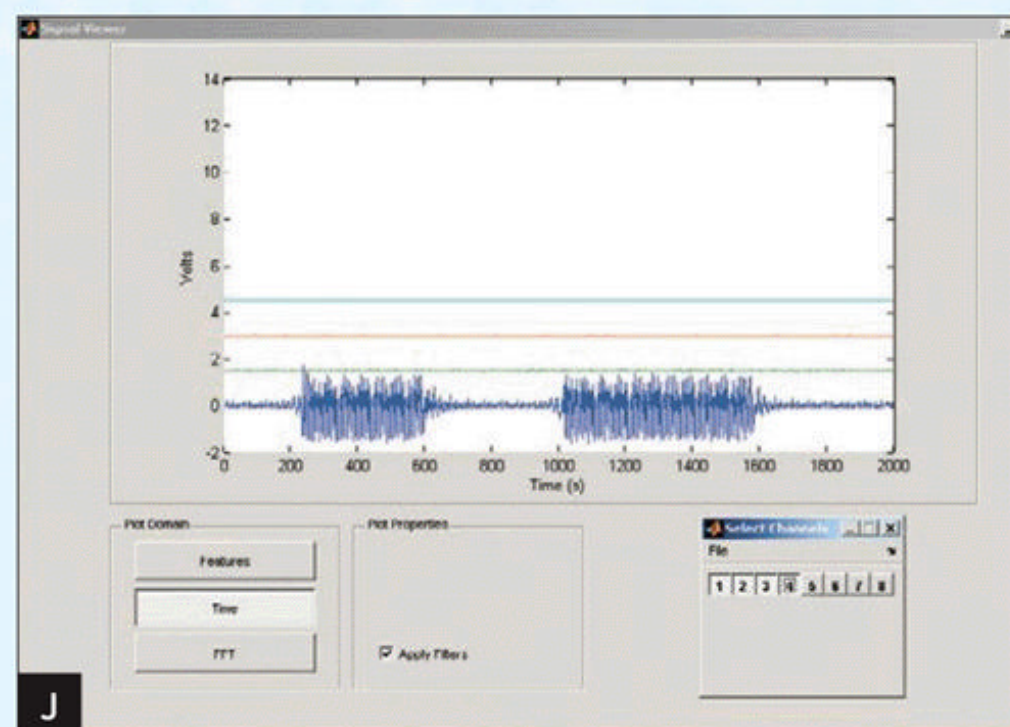 Signal Viewer
14
12
10
8
6
4
2
0
-2
Volts
0 200 400 600 800 1000 1200 1400 1600 1800 2000
Time (s)
Plot Domain
Features
Time
FFT
Plot Properties
Apply Filters
Select Channels
File
1 2 3 4 5 6 7 8
J